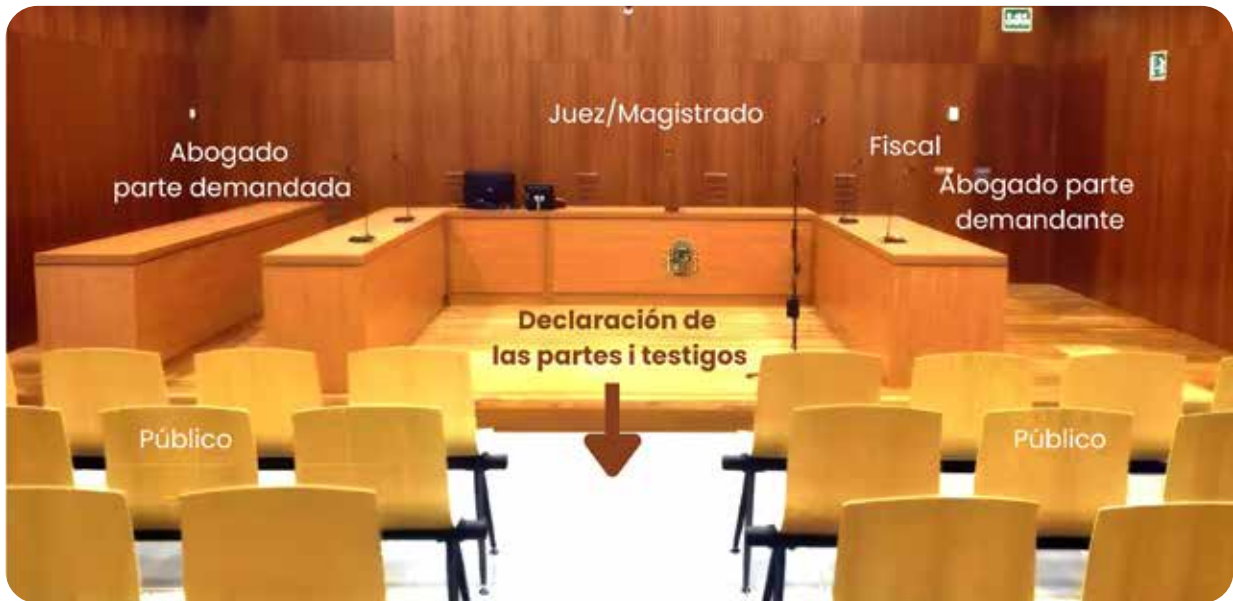 Juez/Magistrado
Abogado
parte demandada
Fiscal
Abogado parte
demandante
Declaración de
las partes i testigos
Público
Público